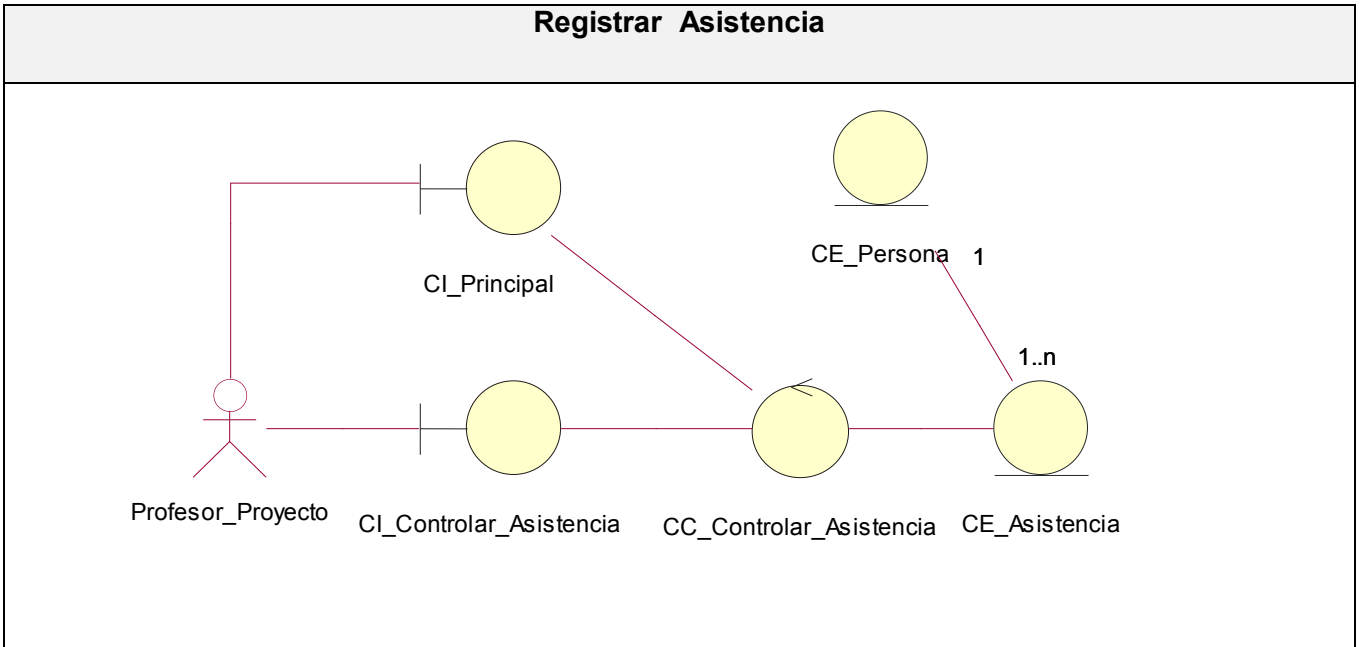 Registrar Asistencia
CE_Persona
1
CI_Principal
1..n
Profesor_Proyecto
CI_Controlar_Asistencia
CC_Controlar_Asistencia
CE_Asistencia